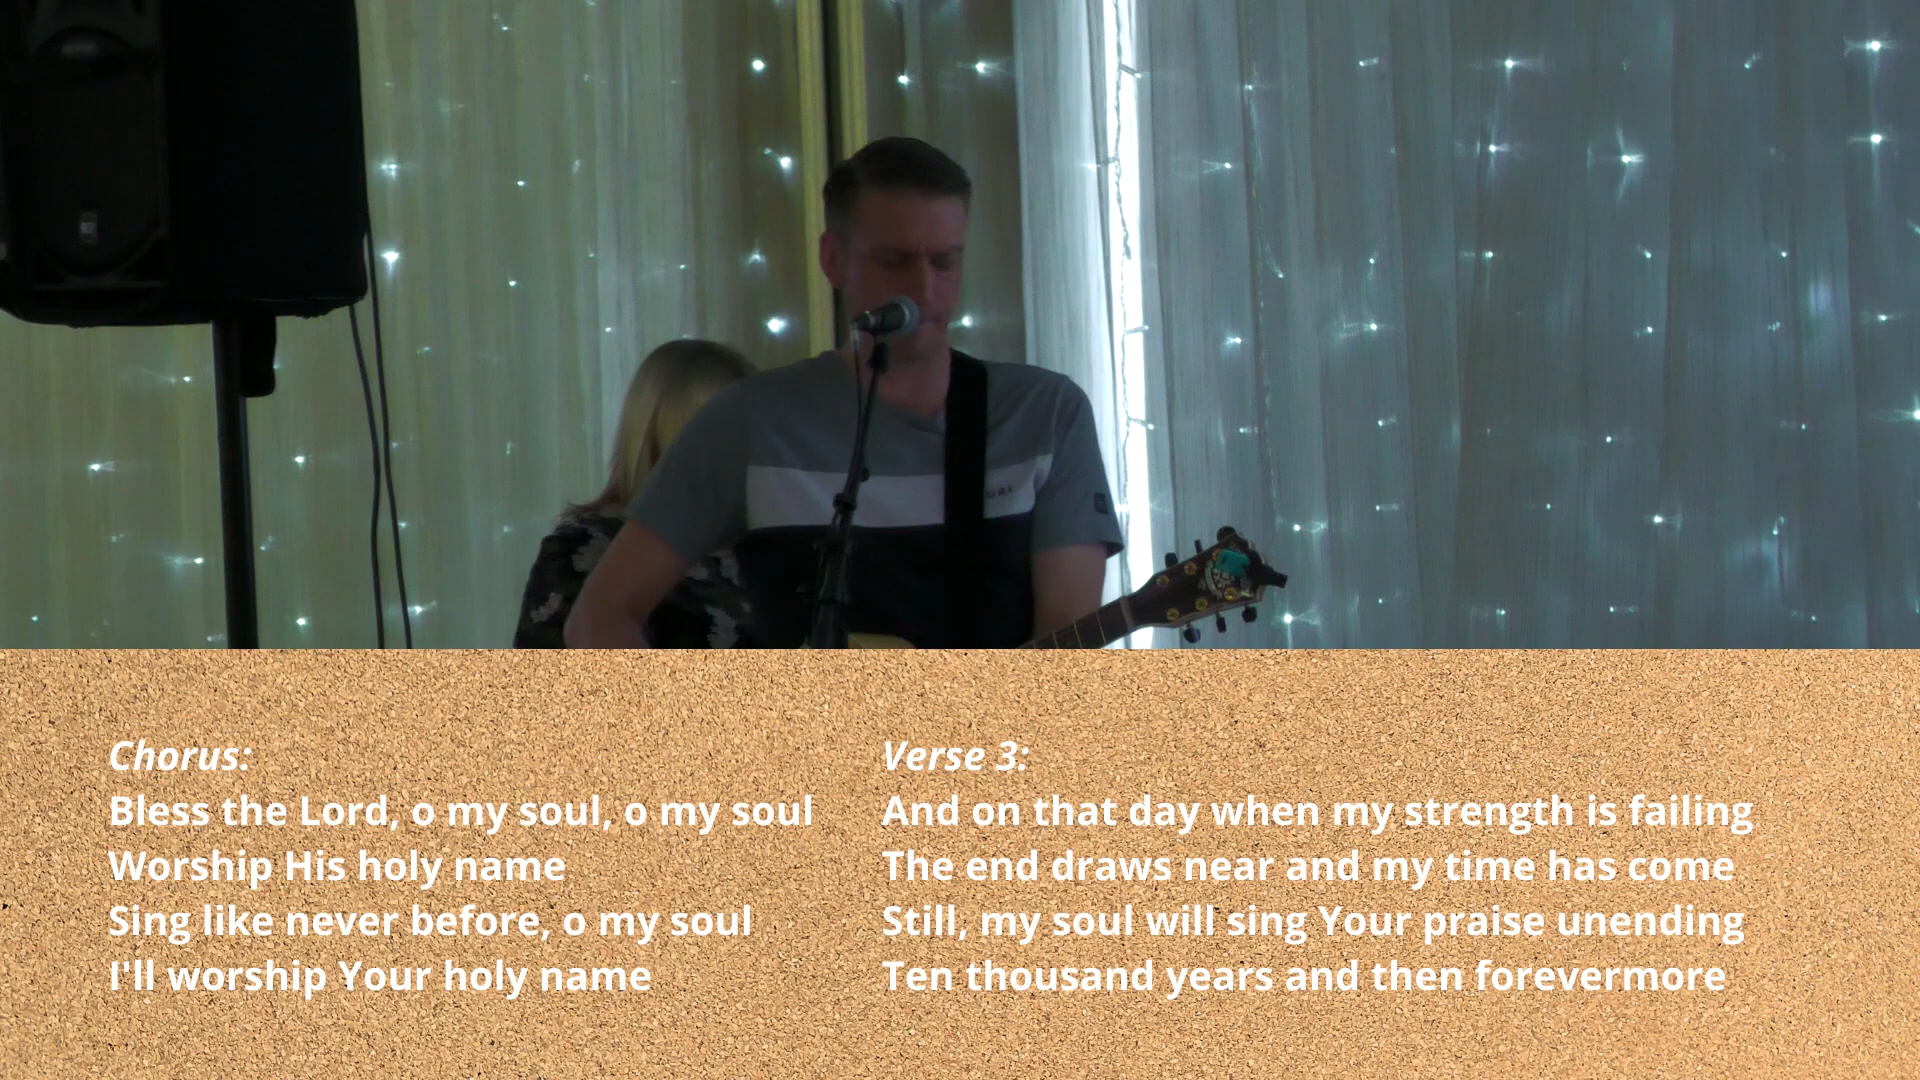 Chorus:
Bless the Lord, o my soul, o my soul
Worship His holy name
Sing like never before, o my soul
I'll worship Your holy name
Verse 3:
And on that day when my strength is failing
The end draws near and my time has come
Still, my soul will sing Your praise unending
Ten thousand years and then forevermore